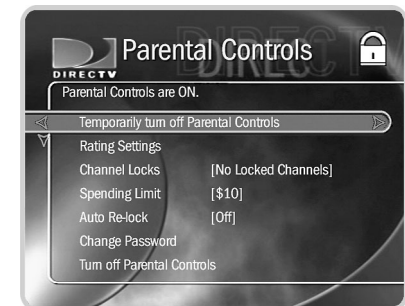 DIRECTV
Parental Controls
Parental Controls are ON.
Temporarily turn off Parental Controls
Rating Settings
Channel Locks [No Locked Channels]
Spending Limit [$10]
Auto Re-lock [Off]
Change Password
Turn off Parental Controls